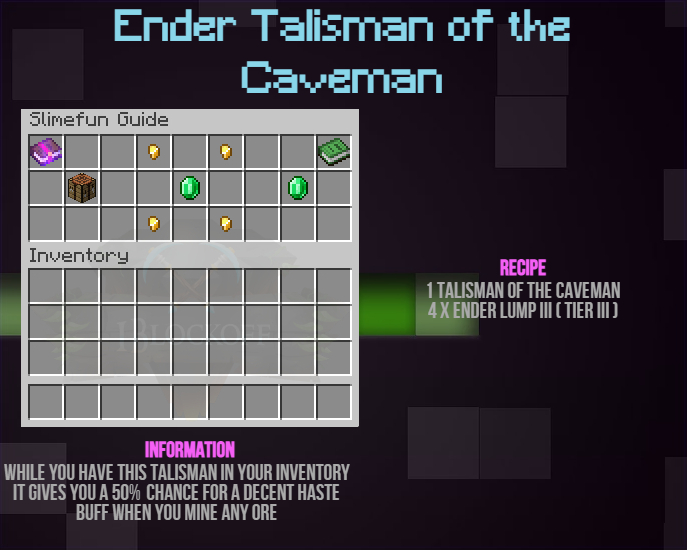 Ender Talisman of the
Caveman
Slimefun Guide
Inventory
IBLOCKOFF
RECIPE
1 TALISMAN OF THE CAVEMAN
4 X ENDER LUMP III ( TIER III )
INFORMATION
WHILE YOU HAVE THIS TALISMAN IN YOUR INVENTORY
IT GIVES YOU A 50% CHANCE FOR A DECENT HASTE
BUFF WHEN YOU MINE ANY ORE